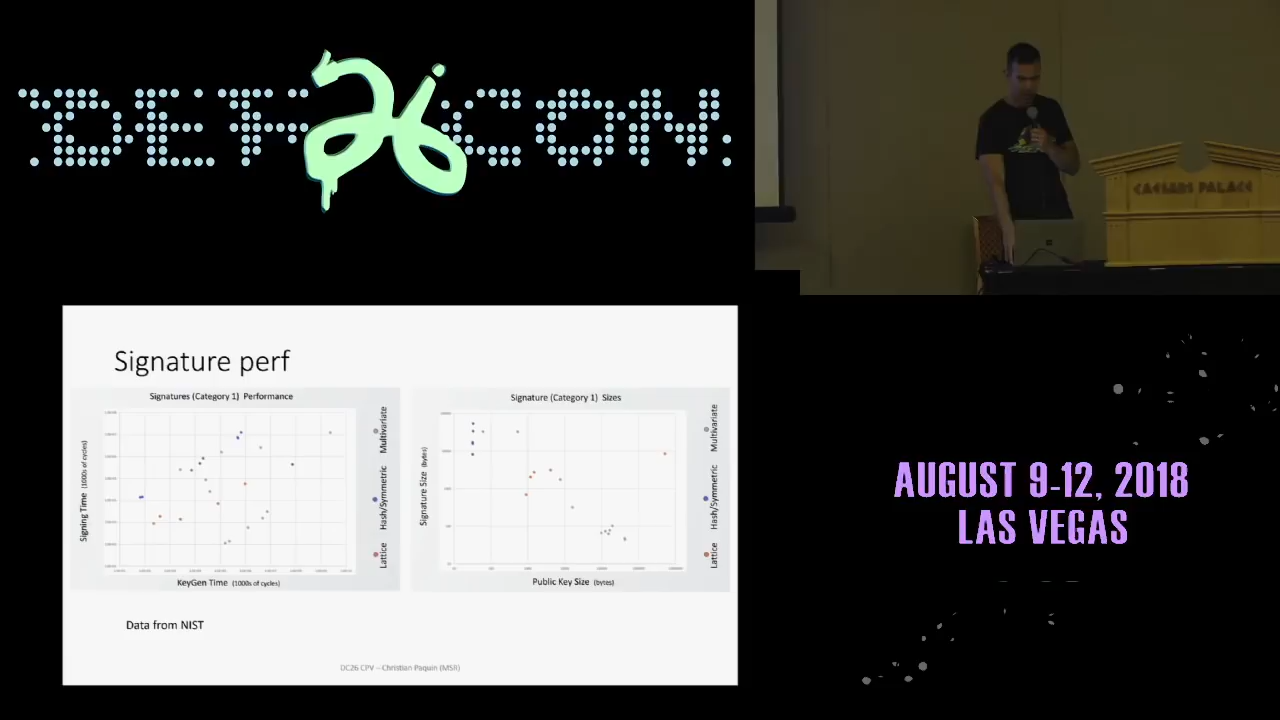 DEF 26 CON
CAESARS PALACE
Signature perf
Signatures (Category 1) Performance
Signing Time (1000s of cycles)
KeyGen Time (1000s of cycles)
Multivariate
Hash/Symmetric
Lattice
Signature (Category 1) Sizes
Signature Size (bytes)
Public Key Size (bytes)
Multivariate
Hash/Symmetric
Lattice
Data from NIST
DC26 CPV – Christian Paquin (MSR)
AUGUST 9-12, 2018
LAS VEGAS